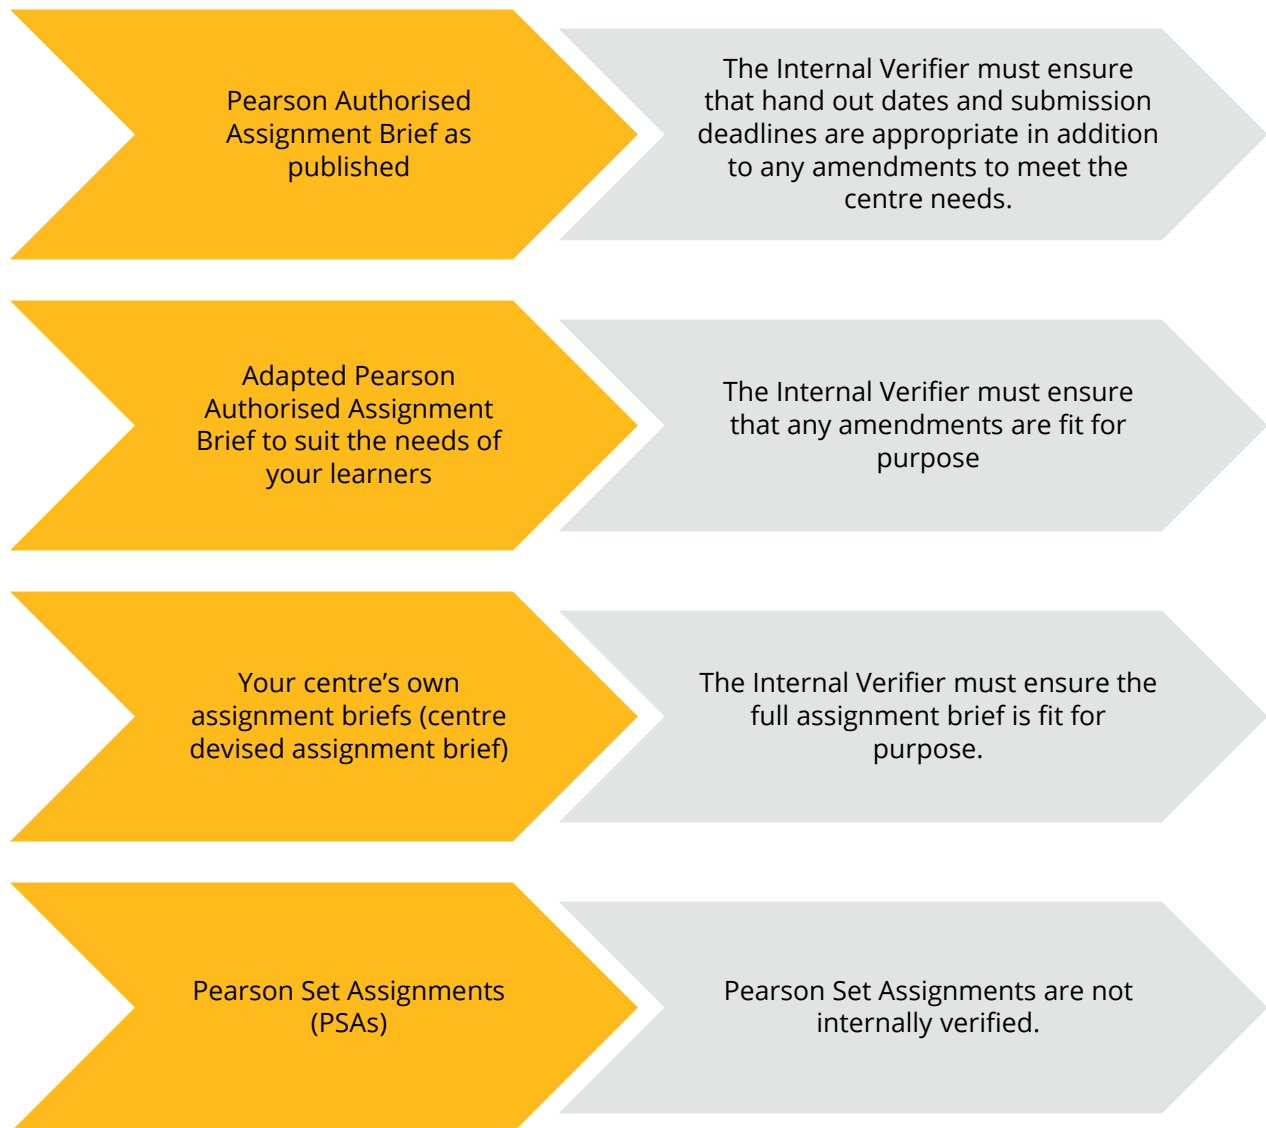 Pearson Authorised
Assignment Brief as
published
The Internal Verifier must ensure
that hand out dates and submission
deadlines are appropriate in addition
to any amendments to meet the
centre needs.
Adapted Pearson
Authorised Assignment
Brief to suit the needs of
your learners
The Internal Verifier must ensure
that any amendments are fit for
purpose
Your centre’s own
assignment briefs (centre
devised assignment brief)
The Internal Verifier must ensure the
full assignment brief is fit for
purpose.
Pearson Set Assignments
(PSAs)
Pearson Set Assignments are not
internally verified.